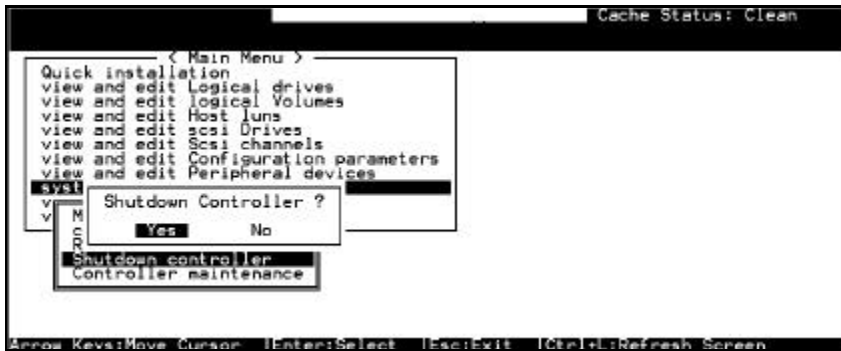 Cache Status: Clean
< Main Menu >
Quick installation
view and edit Logical drives
view and edit logical Volumes
view and edit Host luns
view and edit scsi Drives
view and edit Scsi channels
view and edit Configuration parameters
view and edit Peripheral devices
syst
v
v
Shutdown Controller ?
Yes No
M
c
R
Shutdown controller
Controller maintenance
Arrow Keys:Move Cursor |Enter:Select |Esc:Exit |Ctrl+L:Refresh Screen